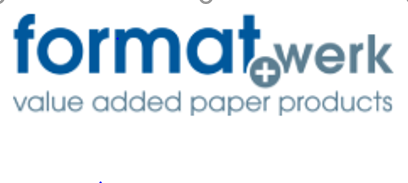 format+werk
value added paper products